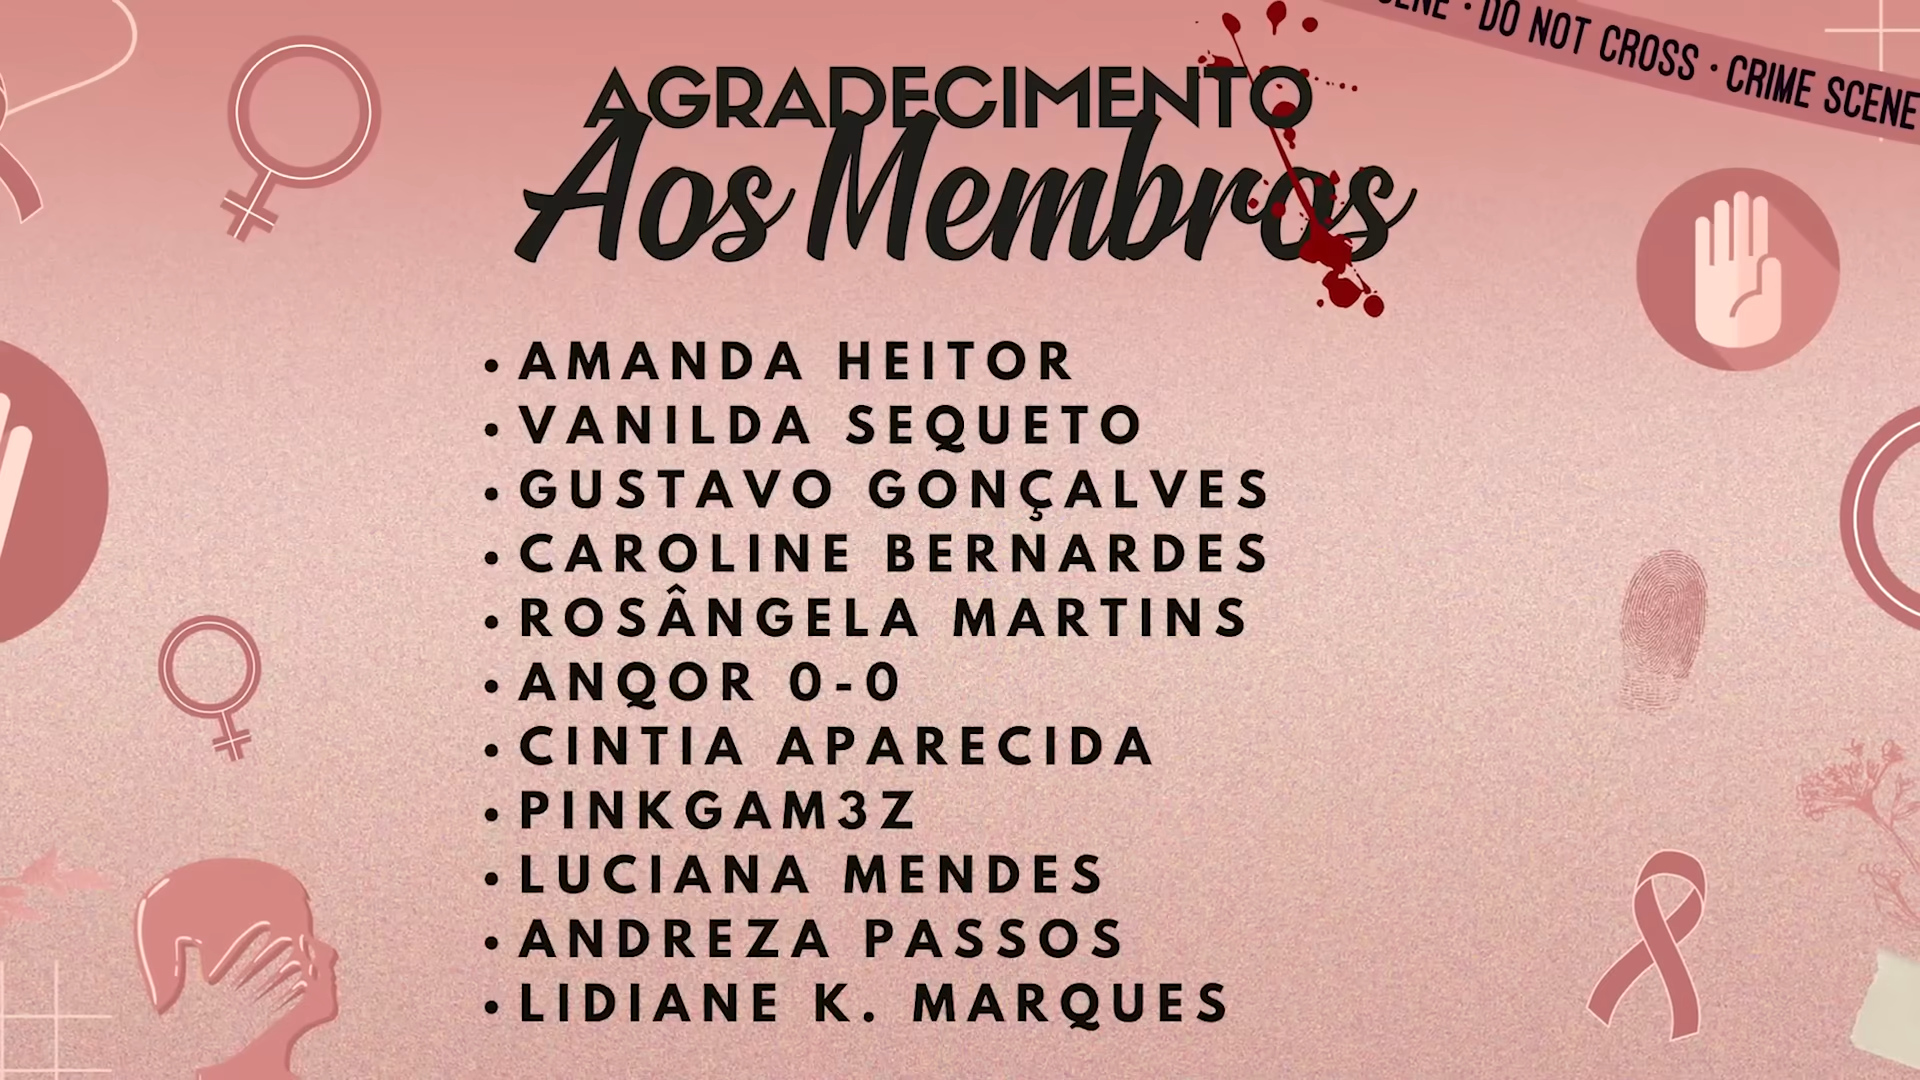 DO NOT CROSS · CRIME SCENE
AGRADECIMENTO
Aos Membros
• AMANDA HEITOR
• VANILDA SEQUETO
• GUSTAVO GONÇALVES
• CAROLINE BERNARDES
• ROSÂNGELA MARTINS
• ANQOR 0-0
• CINTIA APARECIDA
• PINKGAM3Z
• LUCIANA MENDES
• ANDREZA PASSOS
• LIDIANE K. MARQUES